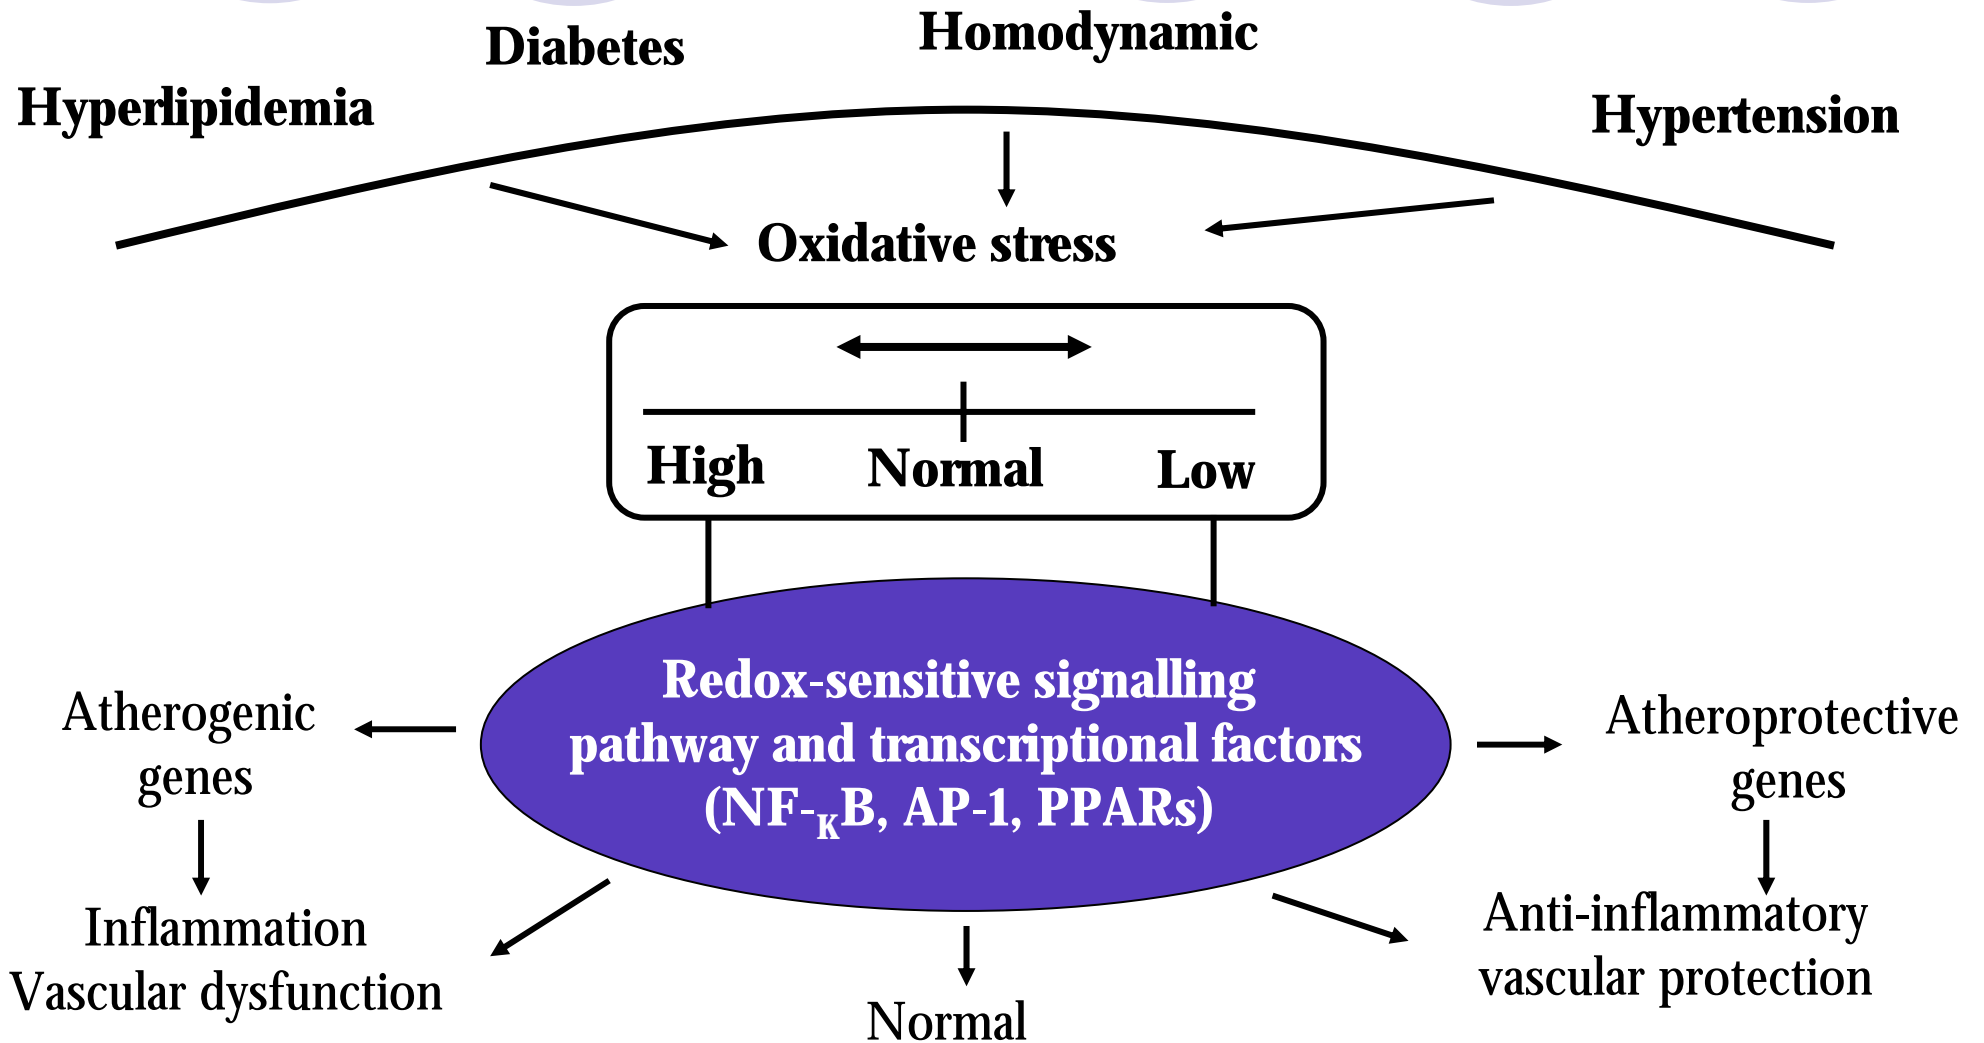 Hyperlipidemia
Diabetes
Homodynamic
Hypertension
Oxidative stress
High Normal Low
Redox-sensitive signalling
pathway and transcriptional factors
(NF-κB, AP-1, PPARs)
Atherogenic
genes
Inflammation
Vascular dysfunction
Normal
Atheroprotective
genes
Anti-inflammatory
vascular protection